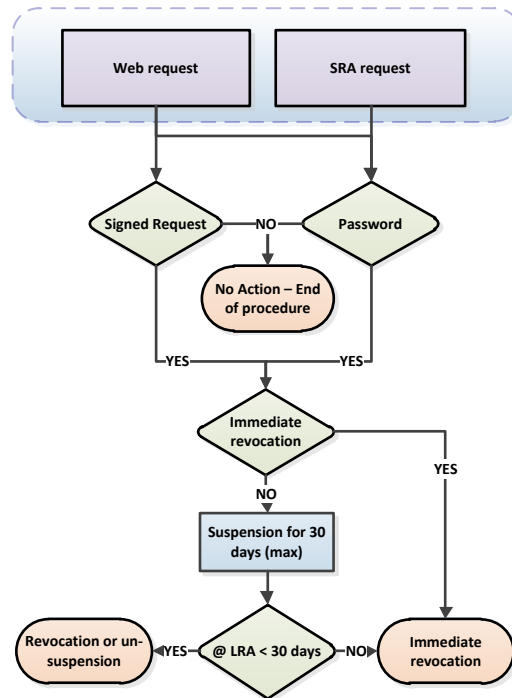 Web request
SRA request
Signed Request
NO
Password
No Action – End
of procedure
YES
YES
Immediate
revocation
YES
NO
Suspension for 30
days (max)
Revocation or un-
suspension
YES
@ LRA < 30 days
NO
Immediate
revocation